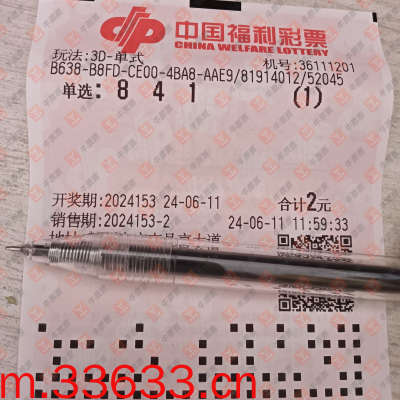 中国福利彩票
CHINA WELFARE LOTTERY
玩法:3D-单式 机号:36111201
B638-B8FD-CE00-4BA8-AAE9/81914012/52045
单选: 8 4 1 (1)
开奖期:2024153 24-06-11 合计2元
销售期:2024153-2 24-06-11 11:59:33
m.33633.cn